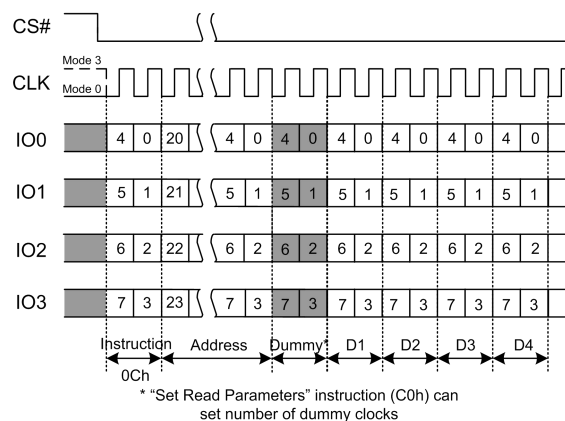 CS#
Mode 3
CLK
Mode 0
IO0 4 0 20 4 0 4 0 4 0 4 0 4 0 4 0
IO1 5 1 21 5 1 5 1 5 1 5 1 5 1 5 1
IO2 6 2 22 6 2 6 2 6 2 6 2 6 2 6 2
IO3 7 3 23 7 3 7 3 7 3 7 3 7 3 7 3
Instruction Address Dummy* D1 D2 D3 D4
0Ch
* “Set Read Parameters” instruction (C0h) can
set number of dummy clocks